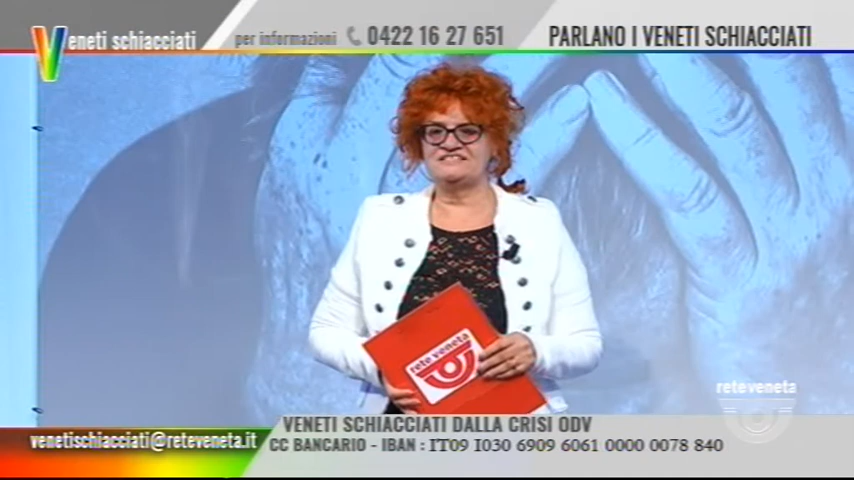 Veneti schiacciati
per informazioni 0422 16 27 651
PARLANO I VENETI SCHIACCIATI
rete veneta
reteveneta
venetischiacciati@reteveneta.it
VENETI SCHIACCIATI DALLA CRISI ODV
CC BANCARIO - IBAN : IT09 I030 6909 6061 0000 0078 840